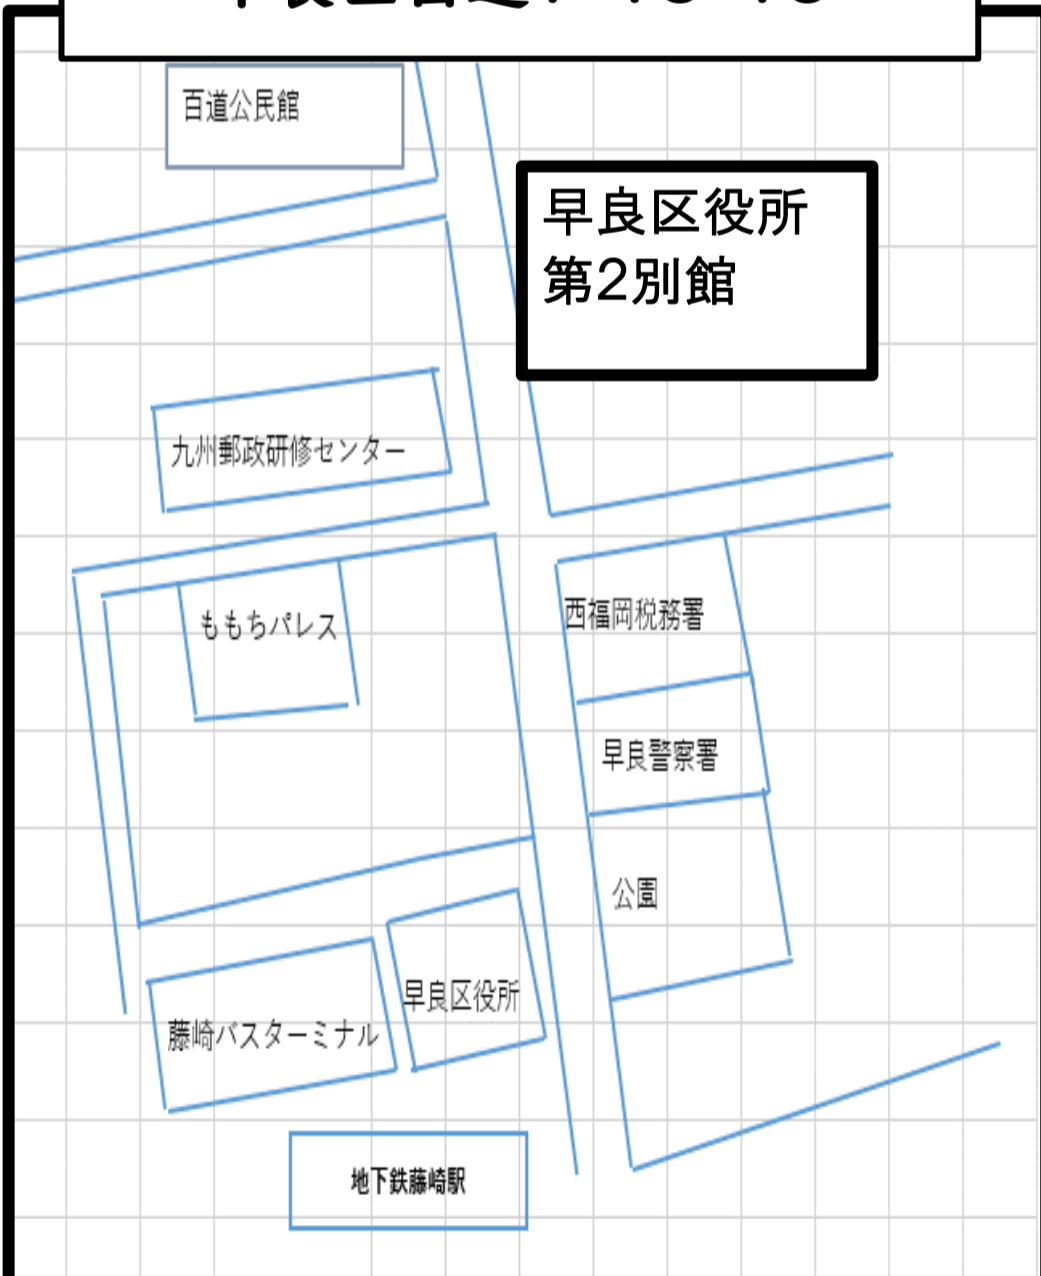 百道公民館
早良区役所
第2別館
九州郵政研修センター
ももちパレス
西福岡税務署
早良警察署
公園
早良区役所
藤崎バスターミナル
地下鉄藤崎駅